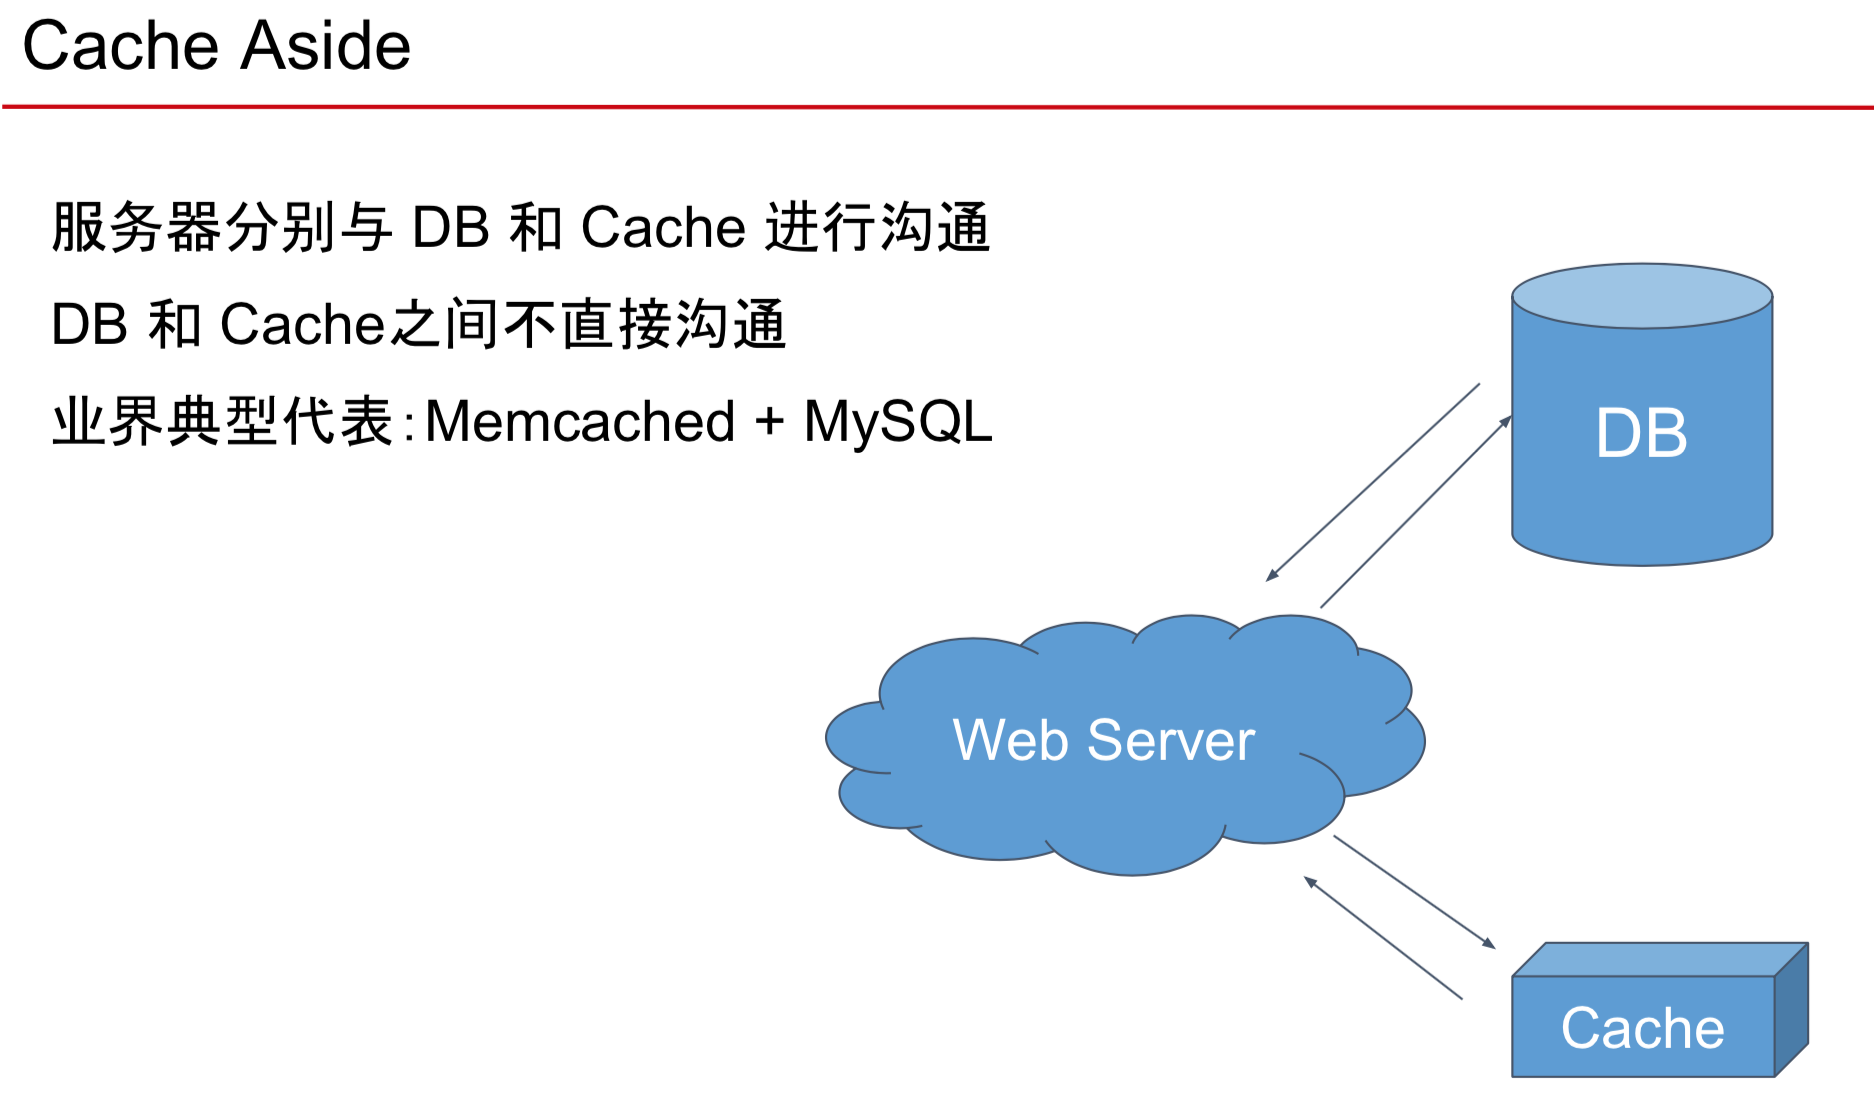 Cache Aside
服务器分别与 DB 和 Cache 进行沟通
DB 和 Cache之间不直接沟通
业界典型代表：Memcached + MySQL
DB
Web Server
Cache